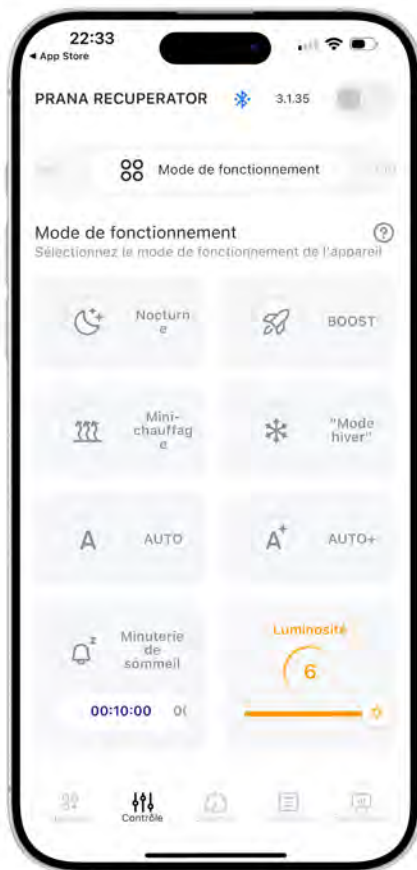 22:33
◀ App Store
PRANA RECUPERATOR
3.1.35
Mode de fonctionnement
Mode de fonctionnement
?
Sélectionnez le mode de fonctionnement de l'appareil
Nocturn
e
BOOST
Mini-
chauffag
e
"Mode
hiver"
A
AUTO
A+
AUTO+
z
Minuterie
de
sommeil
00:10:00
Luminosité
6
Contrôle